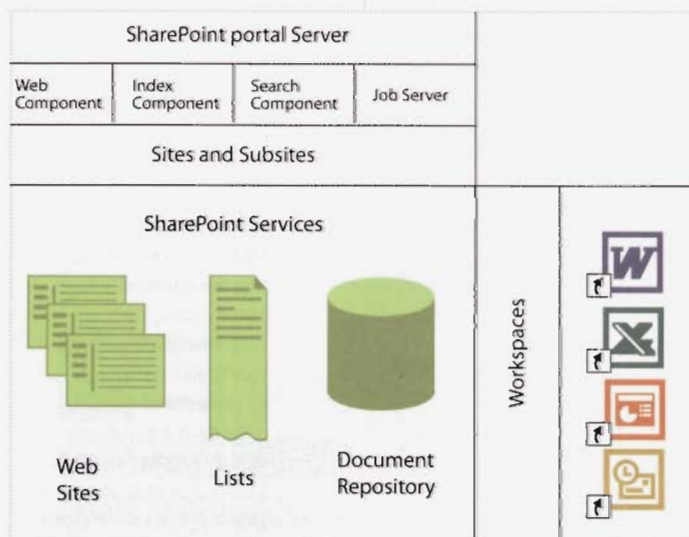 SharePoint portal Server
Web
Component
Index
Component
Search
Component
Job Server
Sites and Subsites
SharePoint Services
Workspaces
W
X
Web
Sites
Lists
Document
Repository